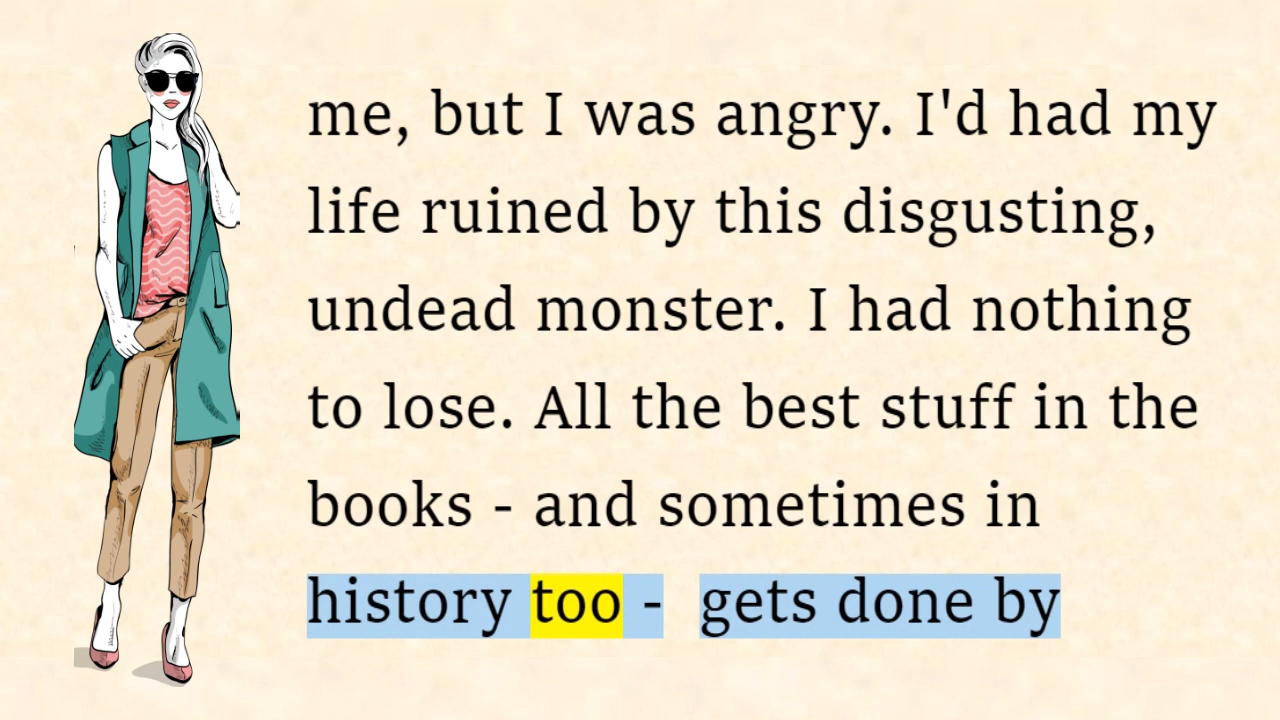 me, but I was angry. I'd had my
life ruined by this disgusting,
undead monster. I had nothing
to lose. All the best stuff in the
books - and sometimes in
history too -  gets done by